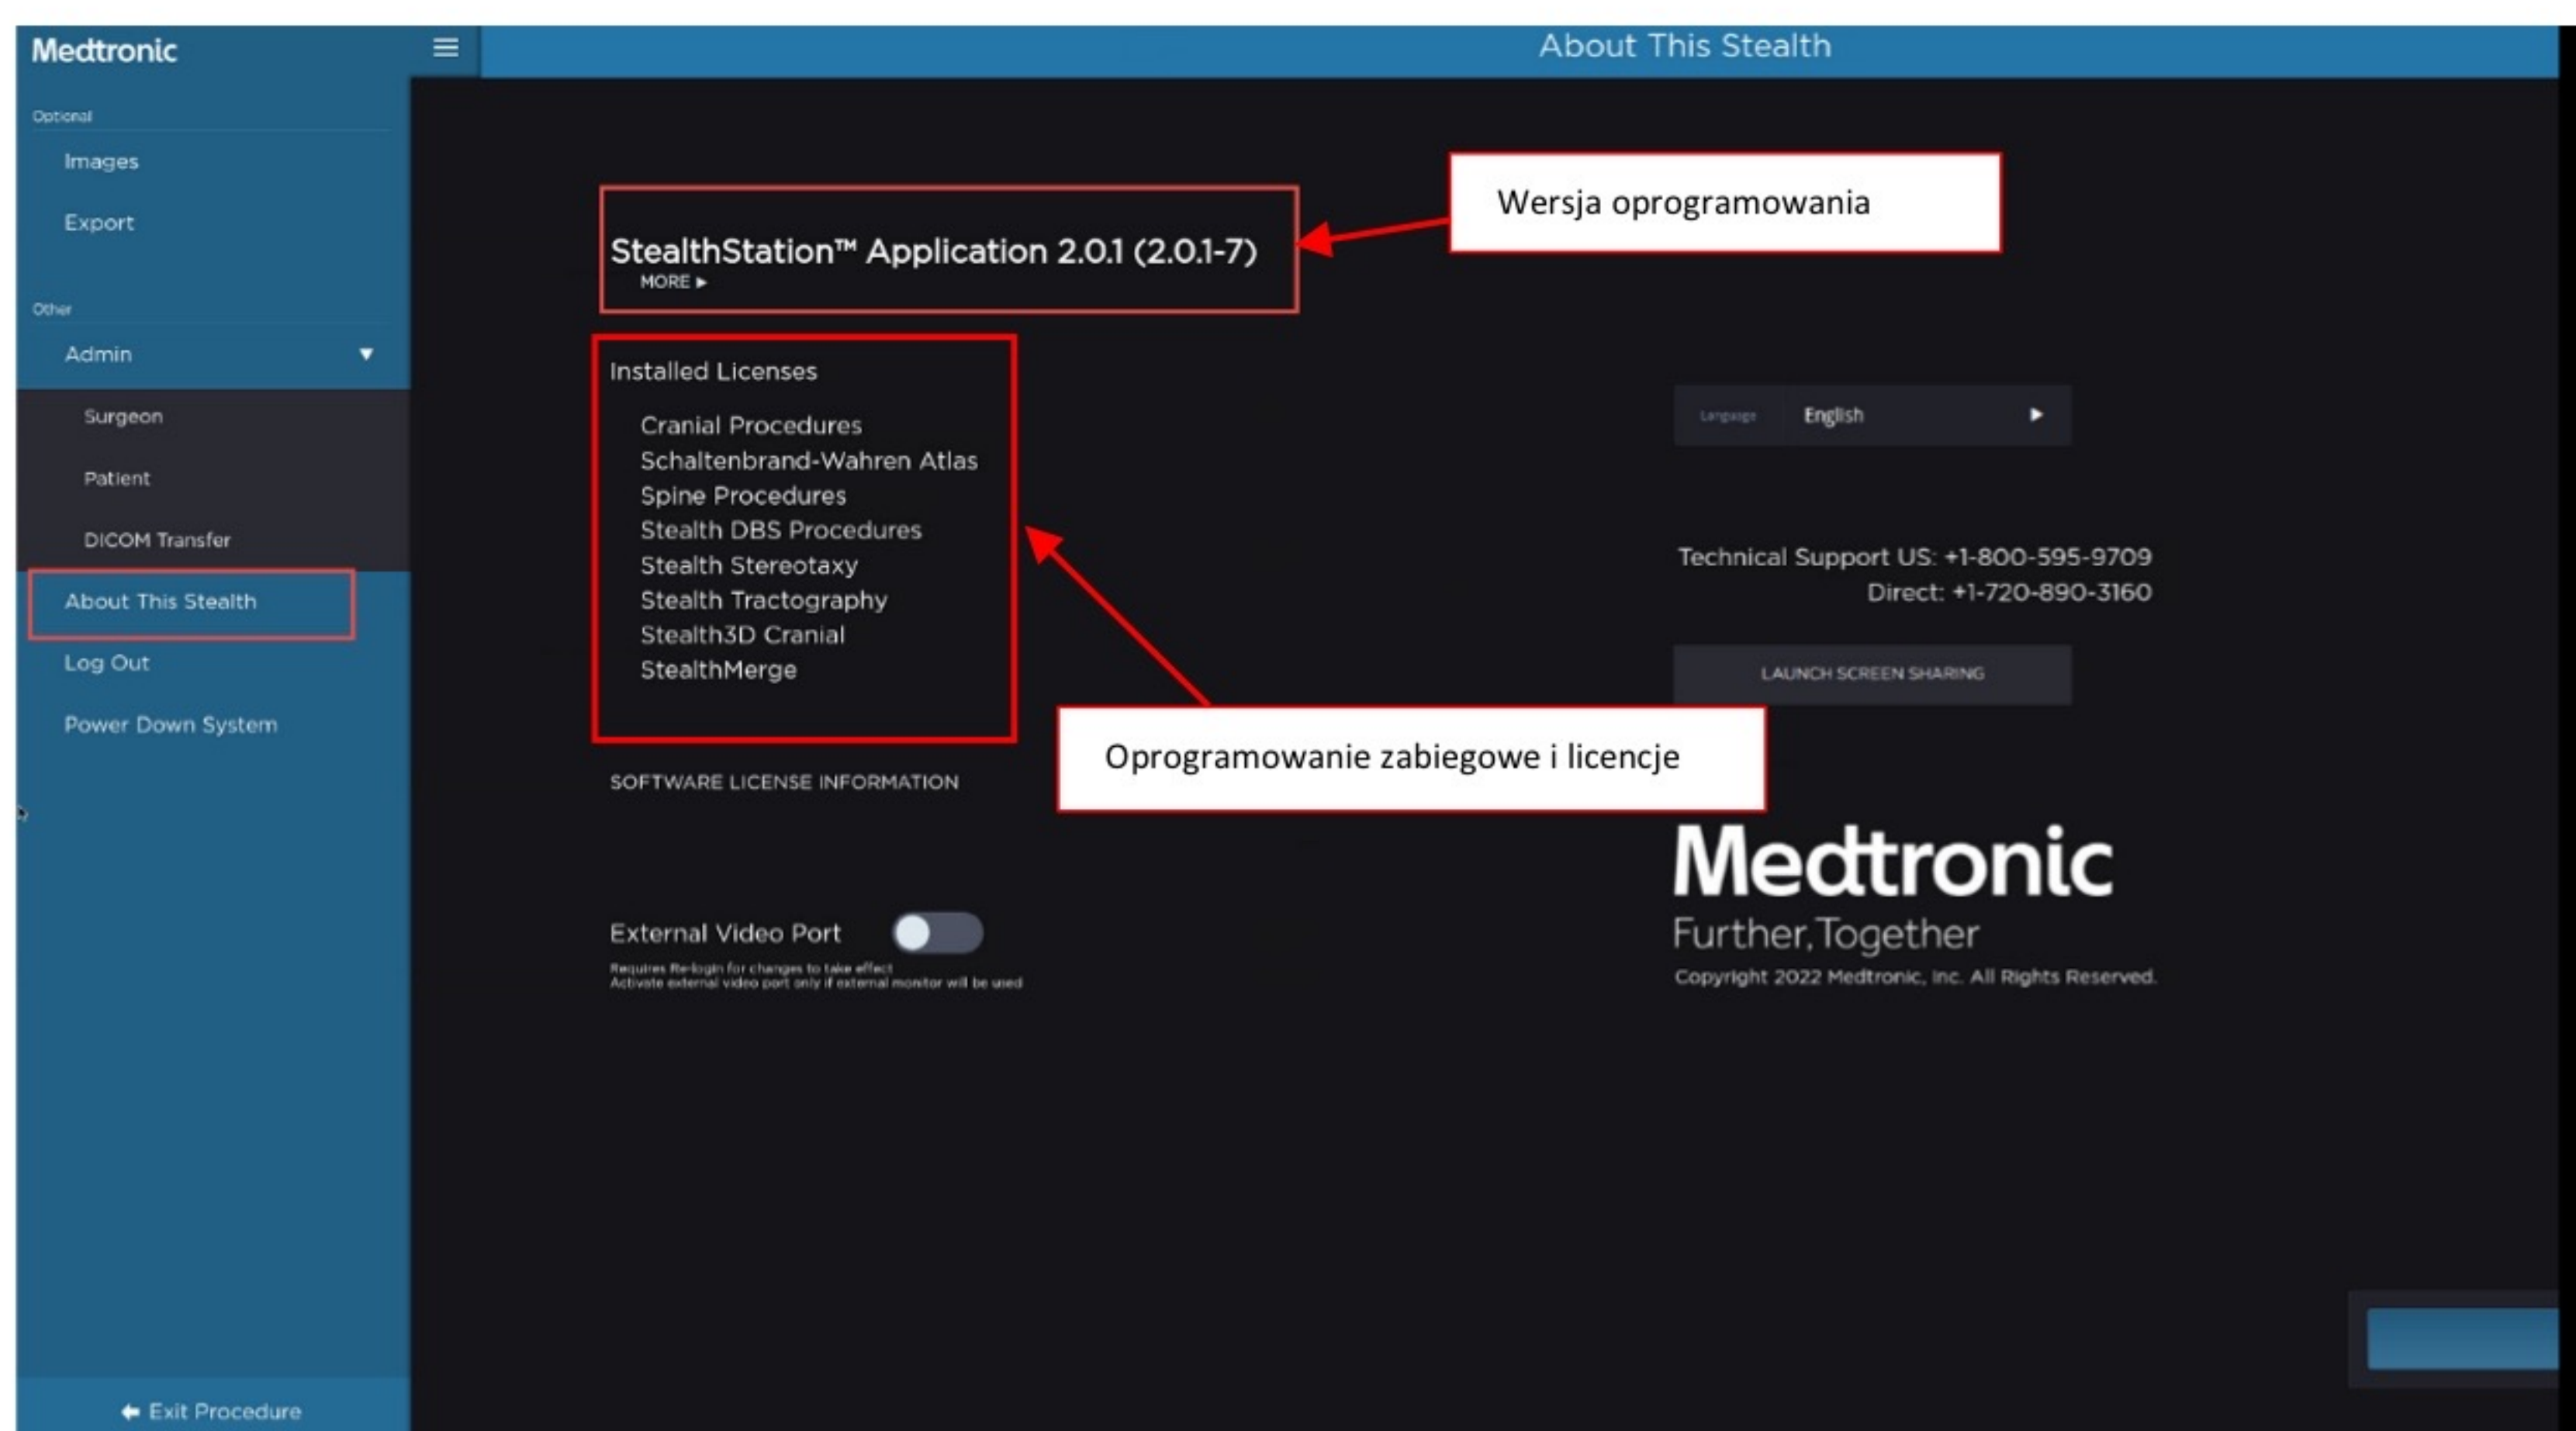 Medtronic
About This Stealth
Optional
Images
Export
Other
Admin
Surgeon
Patient
DICOM Transfer
About This Stealth
Log Out
Power Down System
Exit Procedure
Wersja oprogramowania
StealthStation™ Application 2.0.1 (2.0.1-7)
MORE
Installed Licenses
Cranial Procedures
Schaltenbrand-Wahren Atlas
Spine Procedures
Stealth DBS Procedures
Stealth Stereotaxy
Stealth Tractography
Stealth3D Cranial
StealthMerge
Oprogramowanie zabiegowe i licencje
SOFTWARE LICENSE INFORMATION
External Video Port
Requires Re-login for changes to take effect
Activate external video port only if external monitor will be used
Language English
Technical Support US: +1-800-595-9709
Direct: +1-720-890-3160
LAUNCH SCREEN SHARING
Medtronic
Further, Together
Copyright 2022 Medtronic, Inc. All Rights Reserved.